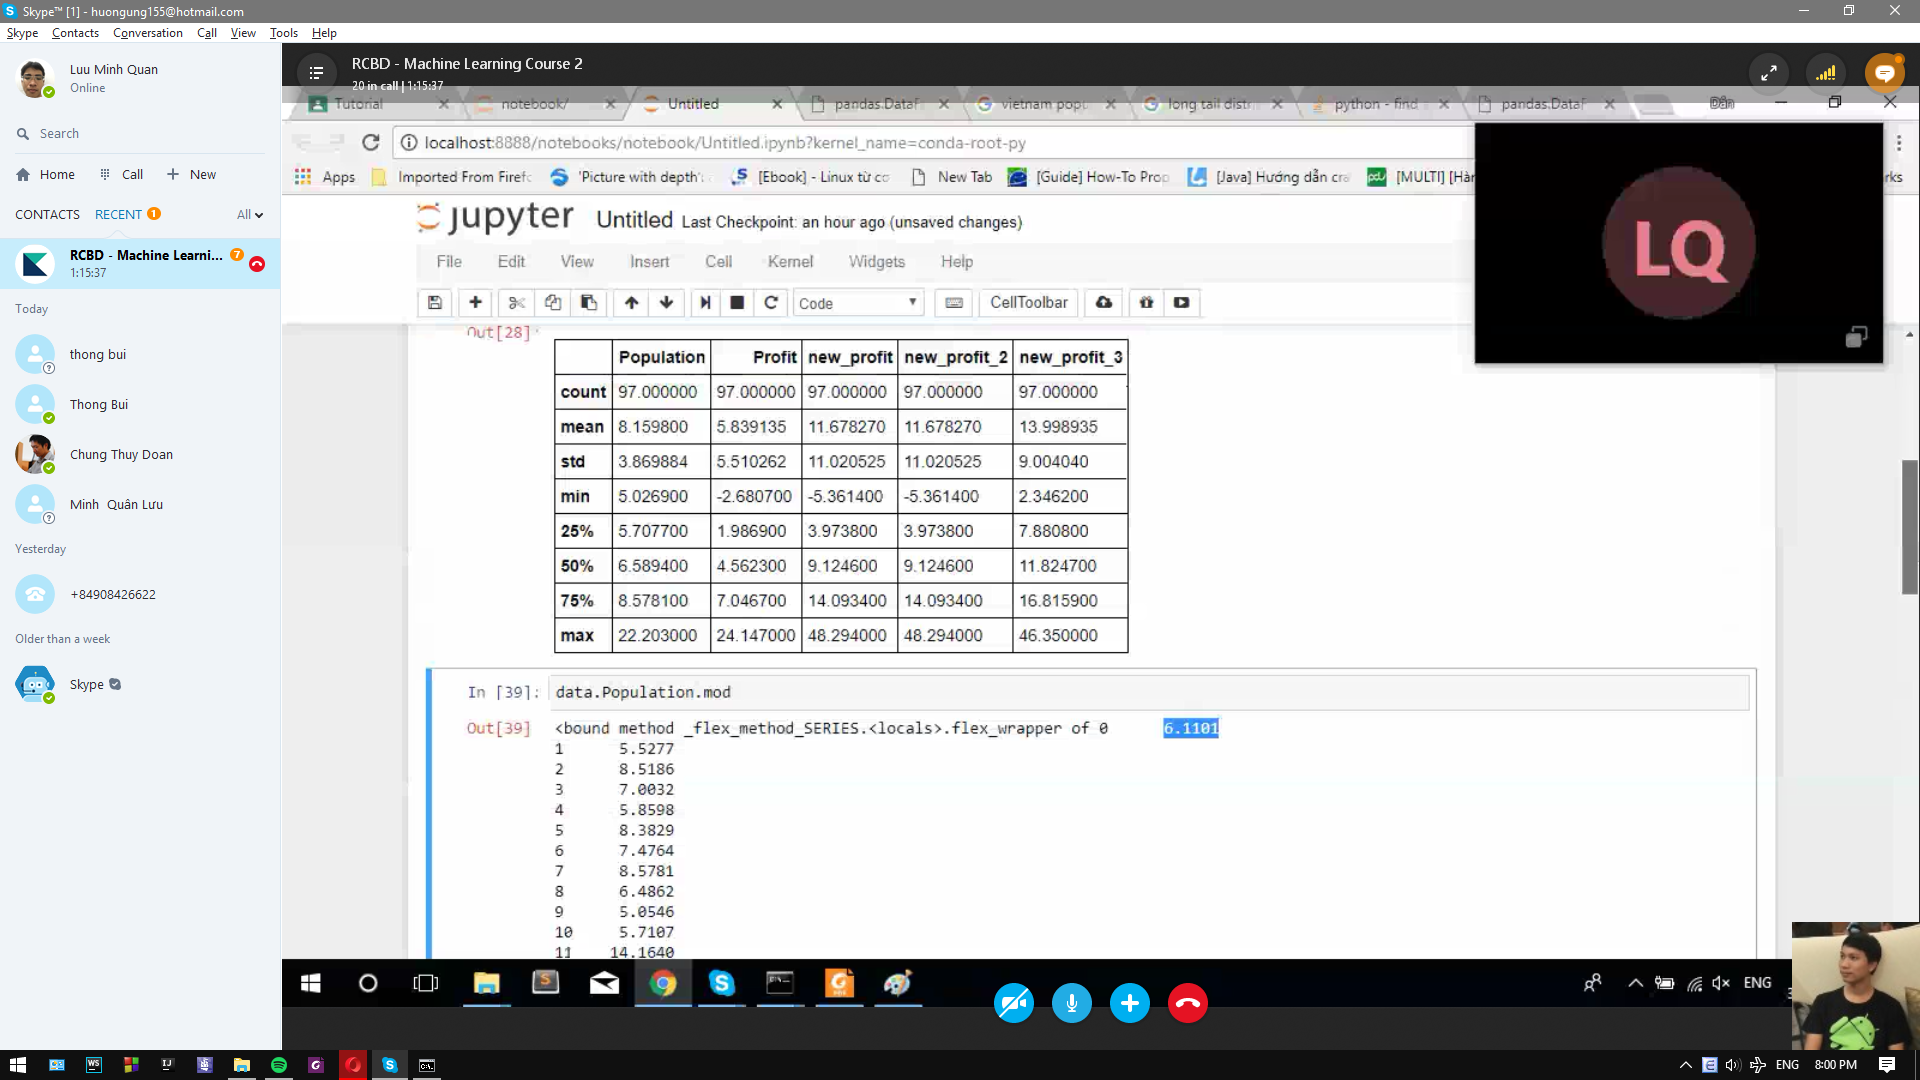 Skype™ [1] - huongung155@hotmail.com
Skype Contacts Conversation Call View Tools Help
Luu Minh Quan
Online
Search
Home Call New
CONTACTS RECENT 1 All
RCBD - Machine Learni... 7
1:15:37
Today
thong bui
Thong Bui
Chung Thuy Doan
Minh Quân Lưu
Yesterday
+84908426622
Older than a week
Skype
RCBD - Machine Learning Course 2
20 in call | 1:15:37
Tutorial notebook/ Untitled pandas.DataF vietnam popu long tail distr python - find pandas.DataF
localhost:8888/notebooks/notebook/Untitled.ipynb?kernel_name=conda-root-py
Apps Imported From Firef 'Picture with depth': [Ebook] - Linux từ cơ New Tab [Guide] How-To Prop [Java] Hướng dẫn cra [MULTI] [Hàn rks
LQ
jupyter Untitled Last Checkpoint: an hour ago (unsaved changes)
File Edit View Insert Cell Kernel Widgets Help
Code CellToolbar
Out[28]:
Population Profit new_profit new_profit_2 new_profit_3
count 97.000000 97.000000 97.000000 97.000000 97.000000
mean 8.159800 5.839135 11.678270 11.678270 13.998935
std 3.869884 5.510262 11.020525 11.020525 9.004040
min 5.026900 -2.680700 -5.361400 -5.361400 2.346200
25% 5.707700 1.986900 3.973800 3.973800 7.880800
50% 6.589400 4.562300 9.124600 9.124600 11.824700
75% 8.578100 7.046700 14.093400 14.093400 16.815900
max 22.203000 24.147000 48.294000 48.294000 46.350000
In [39]: data.Population.mod
Out[39] <bound method _flex_method_SERIES.<locals>.flex_wrapper of 0 6.1101
1 5.5277
2 8.5186
3 7.0032
4 5.8598
5 8.3829
6 7.4764
7 8.5781
8 6.4862
9 5.0546
10 5.7107
11 14.1640
ENG
ENG 8:00 PM